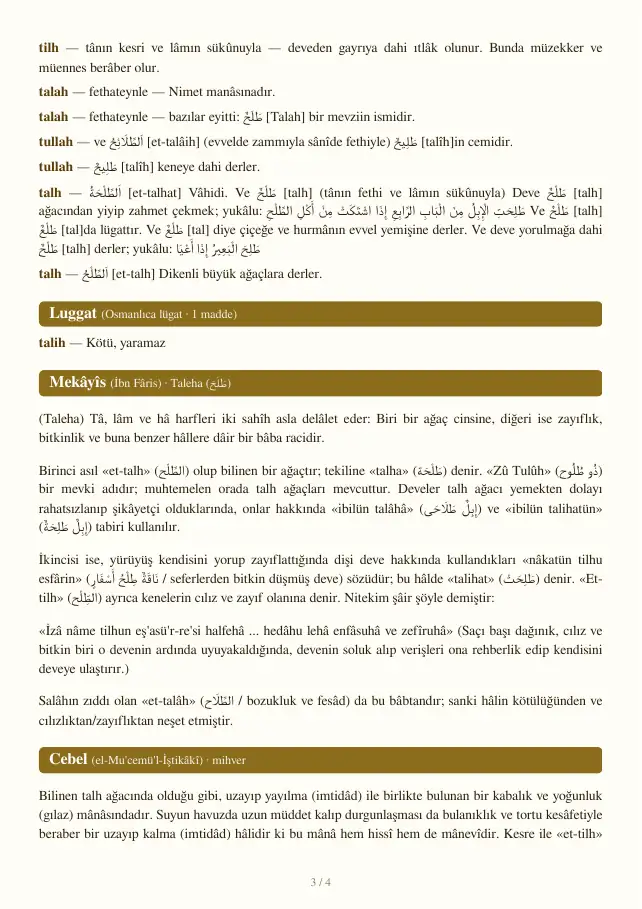 tilh — tânın kesri ve lâmın sükûnuyla — deveden gayrıya dahi ıtlâk olunur. Bunda müzekker ve
müennes berâber olur.
talah — fethateynle — Nimet manâsınadır.
talah — fethateynle — bazılar eyitti: طَلَحٌ [Talah] bir mevziin ismidir.
tullah — ve اَلطَّلَائِحُ [et-talâih] (evvelde zammıyla sânîde fethiyle) طَلِيحٌ [talîh]in cemidir.
tullah — طَلِيحٌ [talîh] keneye dahi derler.
talh — اَلطَّلْحَةُ [et-talhat] Vâhidi. Ve طَلْحٌ [talh] (tânın fethi ve lâmın sükûnuyla) Deve طَلْحٌ [talh]
ağacından yiyip zahmet çekmek; yukâlu: طَلِحَتِ الْإِبِلُ مِنَ الْبَابِ الرَّابِعِ إِذَا اشْتَكَتْ مِنْ أَكْلِ الطَّلْحِ Ve طَلْحٌ [talh]
طَلْعٌ [tal]da lügattır. Ve طَلْعٌ [tal] diye çiçeğe ve hurmânın evvel yemişine derler. Ve deve yorulmağa dahi
طَلْحٌ [talh] derler; yukâlu: طَلِحَ الْبَعِيرُ إِذَا أَعْيَا
talh — اَلطَّلْحُ [et-talh] Dikenli büyük ağaçlara derler.
Luggat (Osmanlıca lügat · 1 madde)
talih — Kötü, yaramaz
Mekâyîs (İbn Fâris) · Taleha (طَلَحَ)
(Taleha) Tâ, lâm ve hâ harfleri iki sahîh asla delâlet eder: Biri bir ağaç cinsine, diğeri ise zayıflık,
bitkinlik ve buna benzer hâllere dâir bir bâba racidir.
Birinci asıl «et-talh» (الطَّلْح) olup bilinen bir ağaçtır; tekiline «talha» (طَلْحَة) denir. «Zû Tulûh» (ذُو طُلُوح)
bir mevki adıdır; muhtemelen orada talh ağaçları mevcuttur. Develer talh ağacı yemekten dolayı
rahatsızlanıp şikâyetçi olduklarında, onlar hakkında «ibilün talâhâ» (إِبِلٌ طَلَاحَى) ve «ibilün talihatün»
(إِبِلٌ طَلِحَةٌ) tabiri kullanılır.
İkincisi ise, yürüyüş kendisini yorup zayıflattığında dişi deve hakkında kullandıkları «nâkatün tilhu
esfârin» (نَاقَةٌ طِلْحُ أَسْفَارٍ / seferlerden bitkin düşmüş deve) sözüdür; bu hâlde «talihat» (طَلِحَتْ) denir. «Et-
tilh» (الطِّلْح) ayrıca kenelerin cılız ve zayıf olanına denir. Nitekim şâir şöyle demiştir:
«İzâ nâme tilhun eş'asü'r-re'si halfehâ ... hedâhu lehâ enfâsuhâ ve zefîruhâ» (Saçı başı dağınık, cılız ve
bitkin biri o devenin ardında uyuyakaldığında, devenin soluk alıp verişleri ona rehberlik edip kendisini
deveye ulaştırır.)
Salâhın zıddı olan «et-talâh» (الطَّلَاح / bozukluk ve fesâd) da bu bâbtandır; sanki hâlin kötülüğünden ve
cılızlıktan/zayıflıktan neşet etmiştir.
Cebel (el-Mu'cemü'l-İştikâkî) · mihver
Bilinen talh ağacında olduğu gibi, uzayıp yayılma (imtidâd) ile birlikte bulunan bir kabalık ve yoğunluk
(gılaz) mânâsınadır. Suyun havuzda uzun müddet kalıp durgunlaşması da bulanıklık ve tortu kesâfetiyle
beraber bir uzayıp kalma (imtidâd) hâlidir ki bu mânâ hem hissî hem de mânevîdir. Kesre ile «et-tilh»
3 / 4